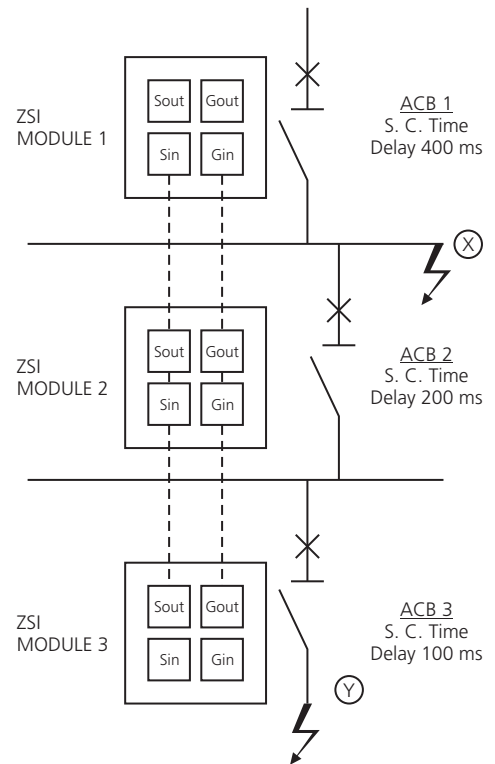 Sout Gout
ZSI
MODULE 1
Sin Gin
ACB 1
S. C. Time
Delay 400 ms
X
Sout Gout
ZSI
MODULE 2
Sin Gin
ACB 2
S. C. Time
Delay 200 ms
Sout Gout
ZSI
MODULE 3
Sin Gin
ACB 3
S. C. Time
Delay 100 ms
Y